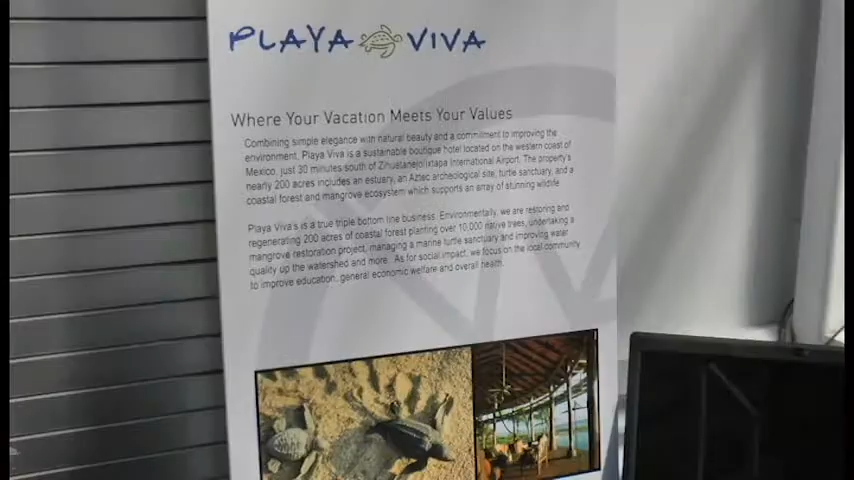 PLAYA VIVA
Where Your Vacation Meets Your Values
Combining simple elegance with natural beauty and a commitment to improving the
environment, Playa Viva is a sustainable boutique hotel located on the western coast of
Mexico, just 30 minutes south of Zihuatanejo/Ixtapa International Airport. The property's
nearly 200 acres includes an estuary, an Aztec archeological site, turtle sanctuary, and a
coastal forest and mangrove ecosystem which supports an array of stunning wildlife
Playa Viva's is a true triple bottom line business. Environmentally, we are restoring and
regenerating 200 acres of coastal forest planting over 10,000 native trees, undertaking a
mangrove restoration project, managing a marine turtle sanctuary and improving water
quality up the watershed and more. As for social impact, we focus on the local community
to improve education, general economic welfare and overall health.